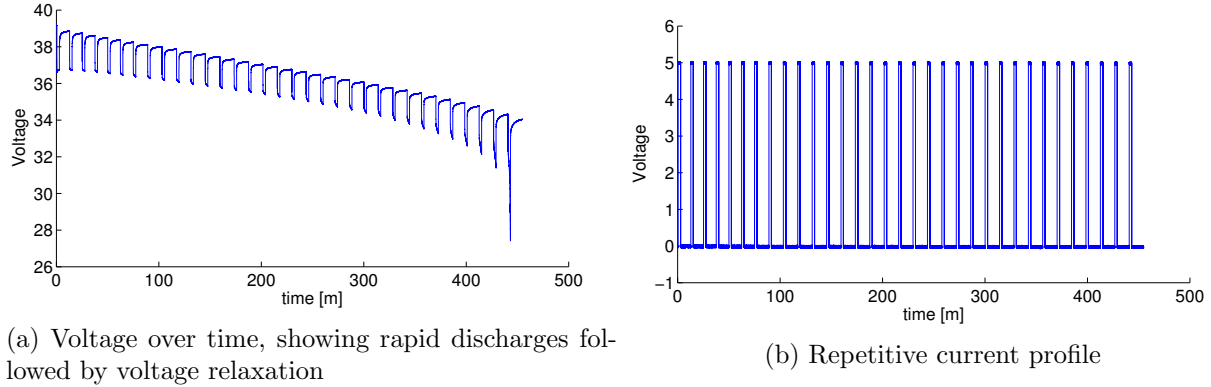 40
38
36
34
32
30
28
26
0 100 200 300 400 500
Voltage
time [m]
(a) Voltage over time, showing rapid discharges fol-
lowed by voltage relaxation
6
5
4
3
2
1
0
−1
0 100 200 300 400 500
Voltage
time [m]
(b) Repetitive current profile